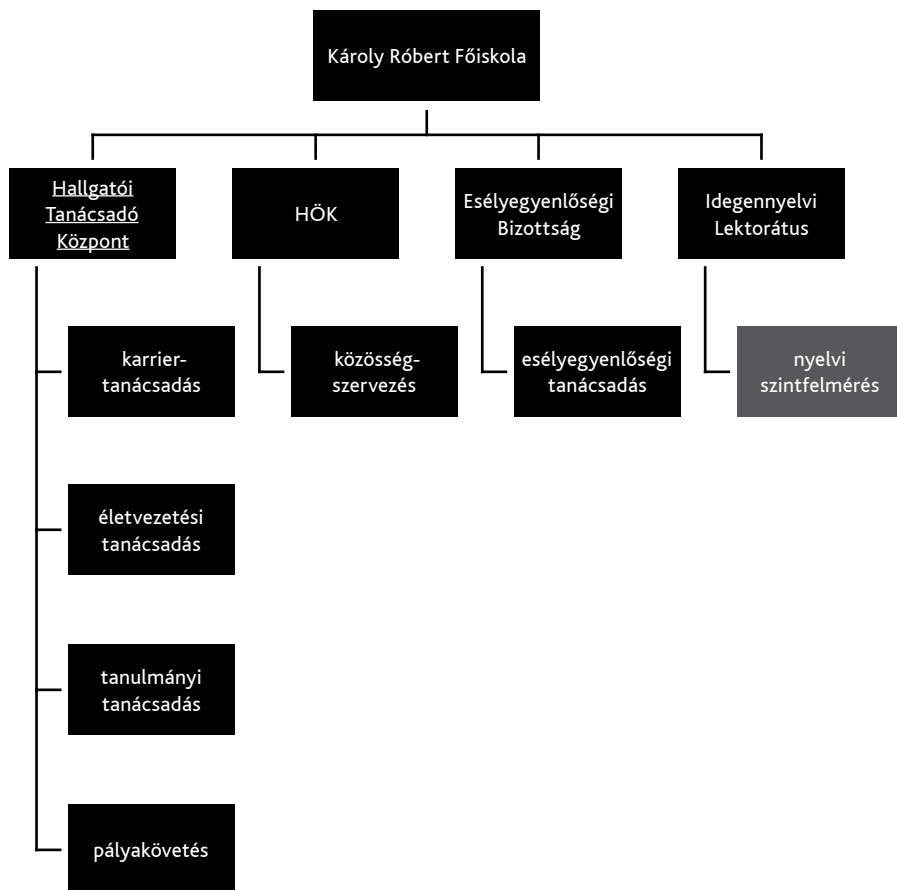 Károly Róbert Főiskola
Hallgatói
Tanácsadó
Központ
HÖK
Esélyegyenlőségi
Bizottság
Idegennyelvi
Lektorátus
karrier-
tanácsadás
közösség-
szervezés
esélyegyenlőségi
tanácsadás
nyelvi
szintfelmérés
életvezetési
tanácsadás
tanulmányi
tanácsadás
pályakövetés